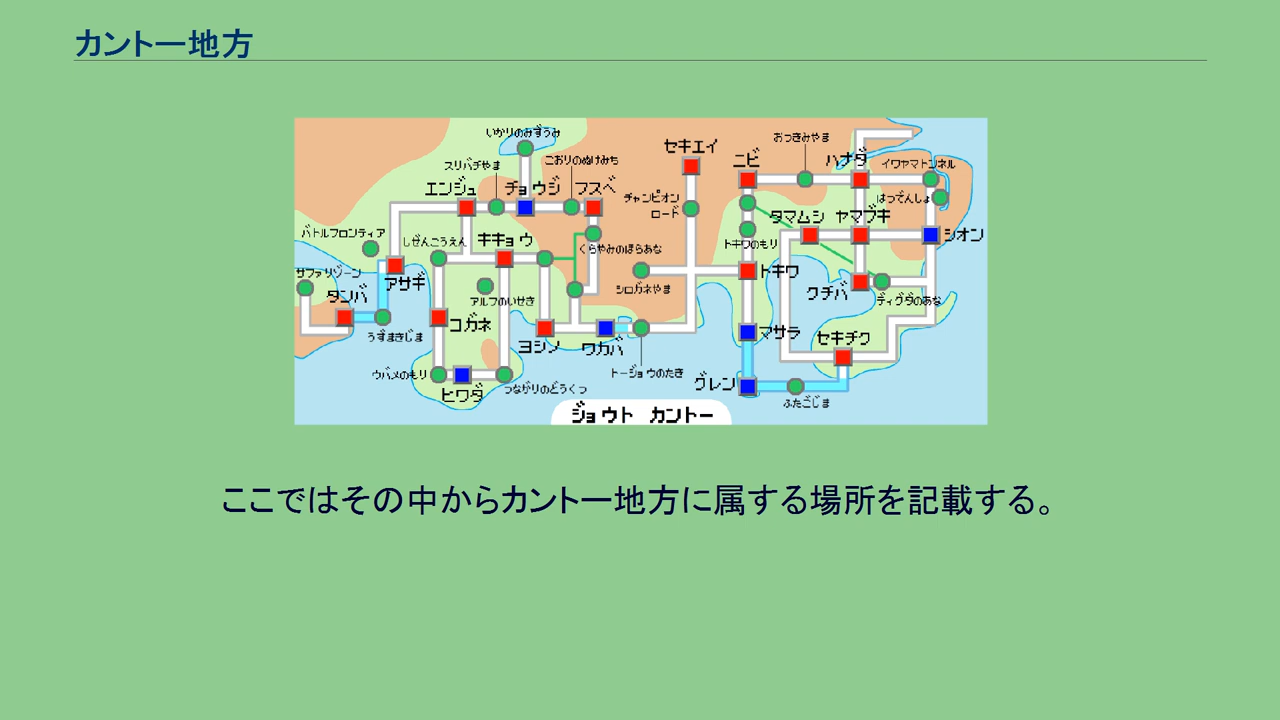 カントー地方
いかりのみずうみ
スリバチやま
こおりのぬけみち
エンジュ
チョウジ
フスベ
セキエイ
チャンピオン
ロード
ニビ
おつきみやま
ハナダ
イワヤマトンネル
はつでんしょ
タマムシ
ヤマブキ
シオン
トキワのもり
バトルフロンティア
しぜんこうえん
キキョウ
くらやみのほらあな
サファリゾーン
アサギ
タンバ
アルフのいせき
シロガネやま
トキワ
クチバ
ディグダのあな
うずまきじま
コガネ
ヨシノ
ワカバ
マサラ
セキチク
トージョウのたき
ウバメのもり
ヒワダ
つながりのどうくつ
グレン
ふたごじま
ジョウト カントー
ここではその中からカントー地方に属する場所を記載する。